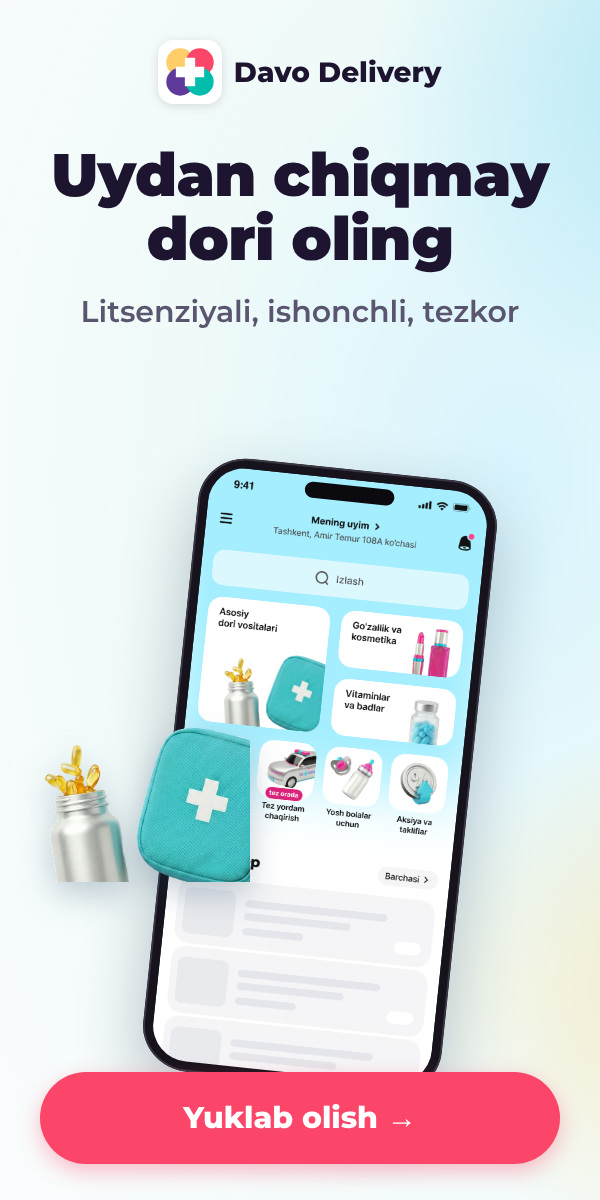 Davo Delivery
Uydan chiqmay
dori oling
Litsenziyali, ishonchli, tezkor
9:41
Mening uyim >
Tashkent, Amir Temur 108A ko'chasi
Izlash
Asosiy
dori vositalari
Go'zallik va
kosmetika
Vitaminlar
va badlar
tez orada
Tez yordam
chaqirish
Yosh bolalar
uchun
Aksiya va
takliflar
p
Barchasi >
Yuklab olish →